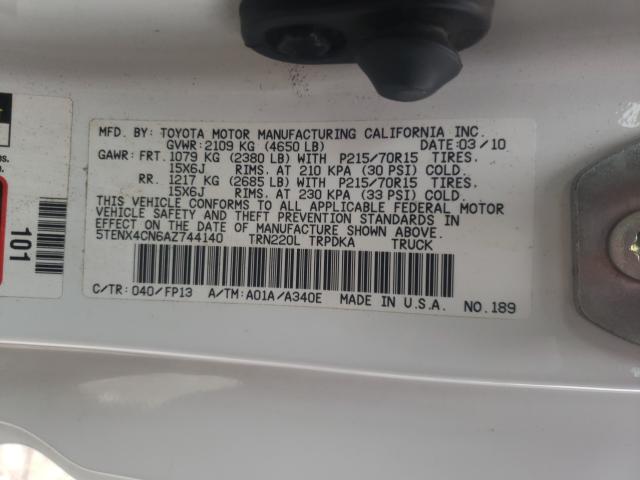 MFD. BY: TOYOTA MOTOR MANUFACTURING CALIFORNIA INC.
GVWR: 2109 KG (4650 LB) DATE: 03/10
GAWR: FRT. 1079 KG (2380 LB) WITH P215/70R15 TIRES.
15X6J RIMS. AT 210 KPA (30 PSI) COLD.
RR. 1217 KG (2685 LB) WITH P215/70R15 TIRES.
15X6J RIMS. AT 230 KPA (33 PSI) COLD.
THIS VEHICLE CONFORMS TO ALL APPLICABLE FEDERAL MOTOR
VEHICLE SAFETY AND THEFT PREVENTION STANDARDS IN
EFFECT ON THE DATE OF MANUFACTURE SHOWN ABOVE.
5TENX4CN6AZ744140 TRN220L TRPDKA TRUCK
C/TR: 040/FP13 A/TM: A01A/A340E MADE IN U.S.A. NO.189
101